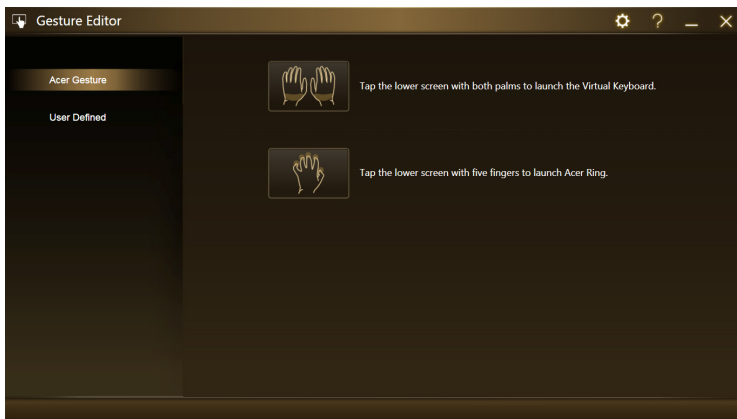 Gesture Editor
?
Acer Gesture
Tap the lower screen with both palms to launch the Virtual Keyboard.
User Defined
Tap the lower screen with five fingers to launch Acer Ring.